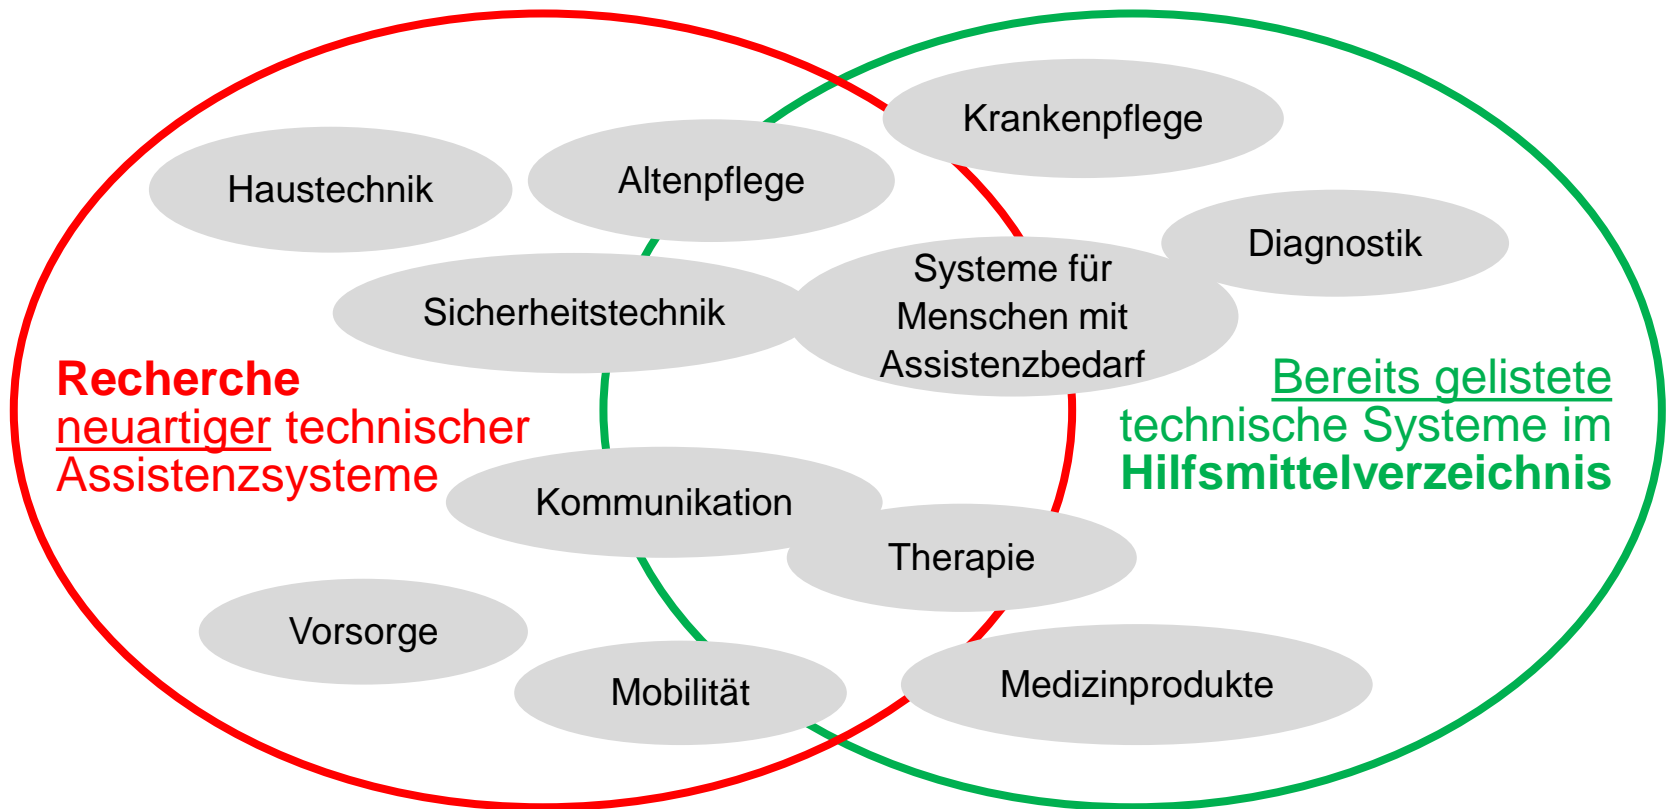 Krankenpflege
Haustechnik
Altenpflege
Diagnostik
Systeme für
Menschen mit
Assistenzbedarf
Sicherheitstechnik
Recherche
neuartiger technischer
Assistenzsysteme
Bereits gelistete
technische Systeme im
Hilfsmittelverzeichnis
Kommunikation
Therapie
Vorsorge
Mobilität
Medizinprodukte